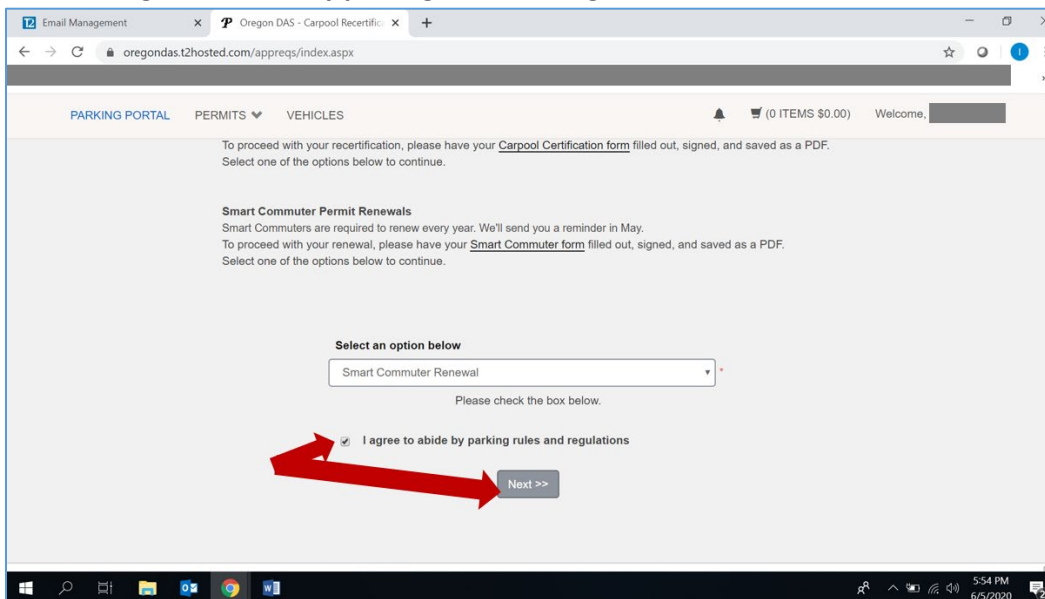 Email Management
Oregon DAS - Carpool Recertific
oregondas.t2hosted.com/appreqs/index.aspx
PARKING PORTAL PERMITS VEHICLES (0 ITEMS $0.00) Welcome,
To proceed with your recertification, please have your Carpool Certification form filled out, signed, and saved as a PDF.
Select one of the options below to continue.
Smart Commuter Permit Renewals
Smart Commuters are required to renew every year. We'll send you a reminder in May.
To proceed with your renewal, please have your Smart Commuter form filled out, signed, and saved as a PDF.
Select one of the options below to continue.
Select an option below
Smart Commuter Renewal *
Please check the box below.
I agree to abide by parking rules and regulations
Next >>
5:54 PM
6/5/2020